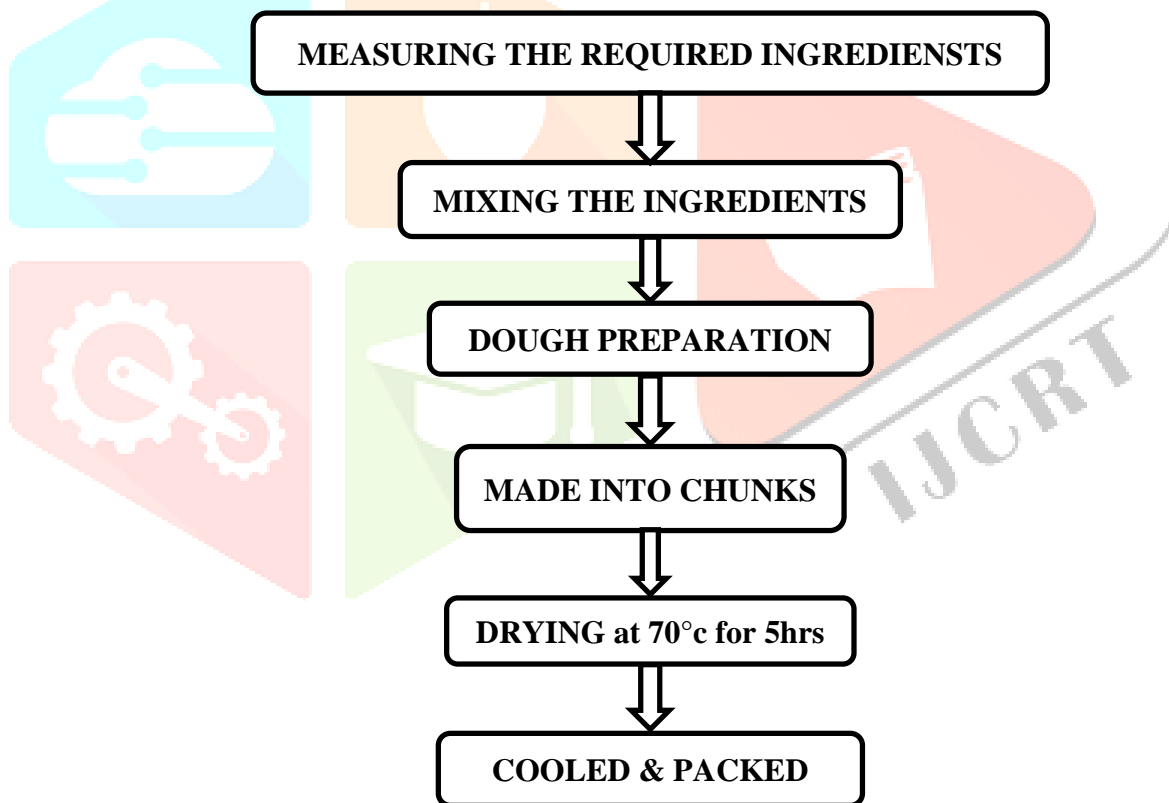 MEASURING THE REQUIRED INGREDIENSTS
MIXING THE INGREDIENTS
DOUGH PREPARATION
MADE INTO CHUNKS
IJCRT
DRYING at 70°c for 5hrs
COOLED & PACKED